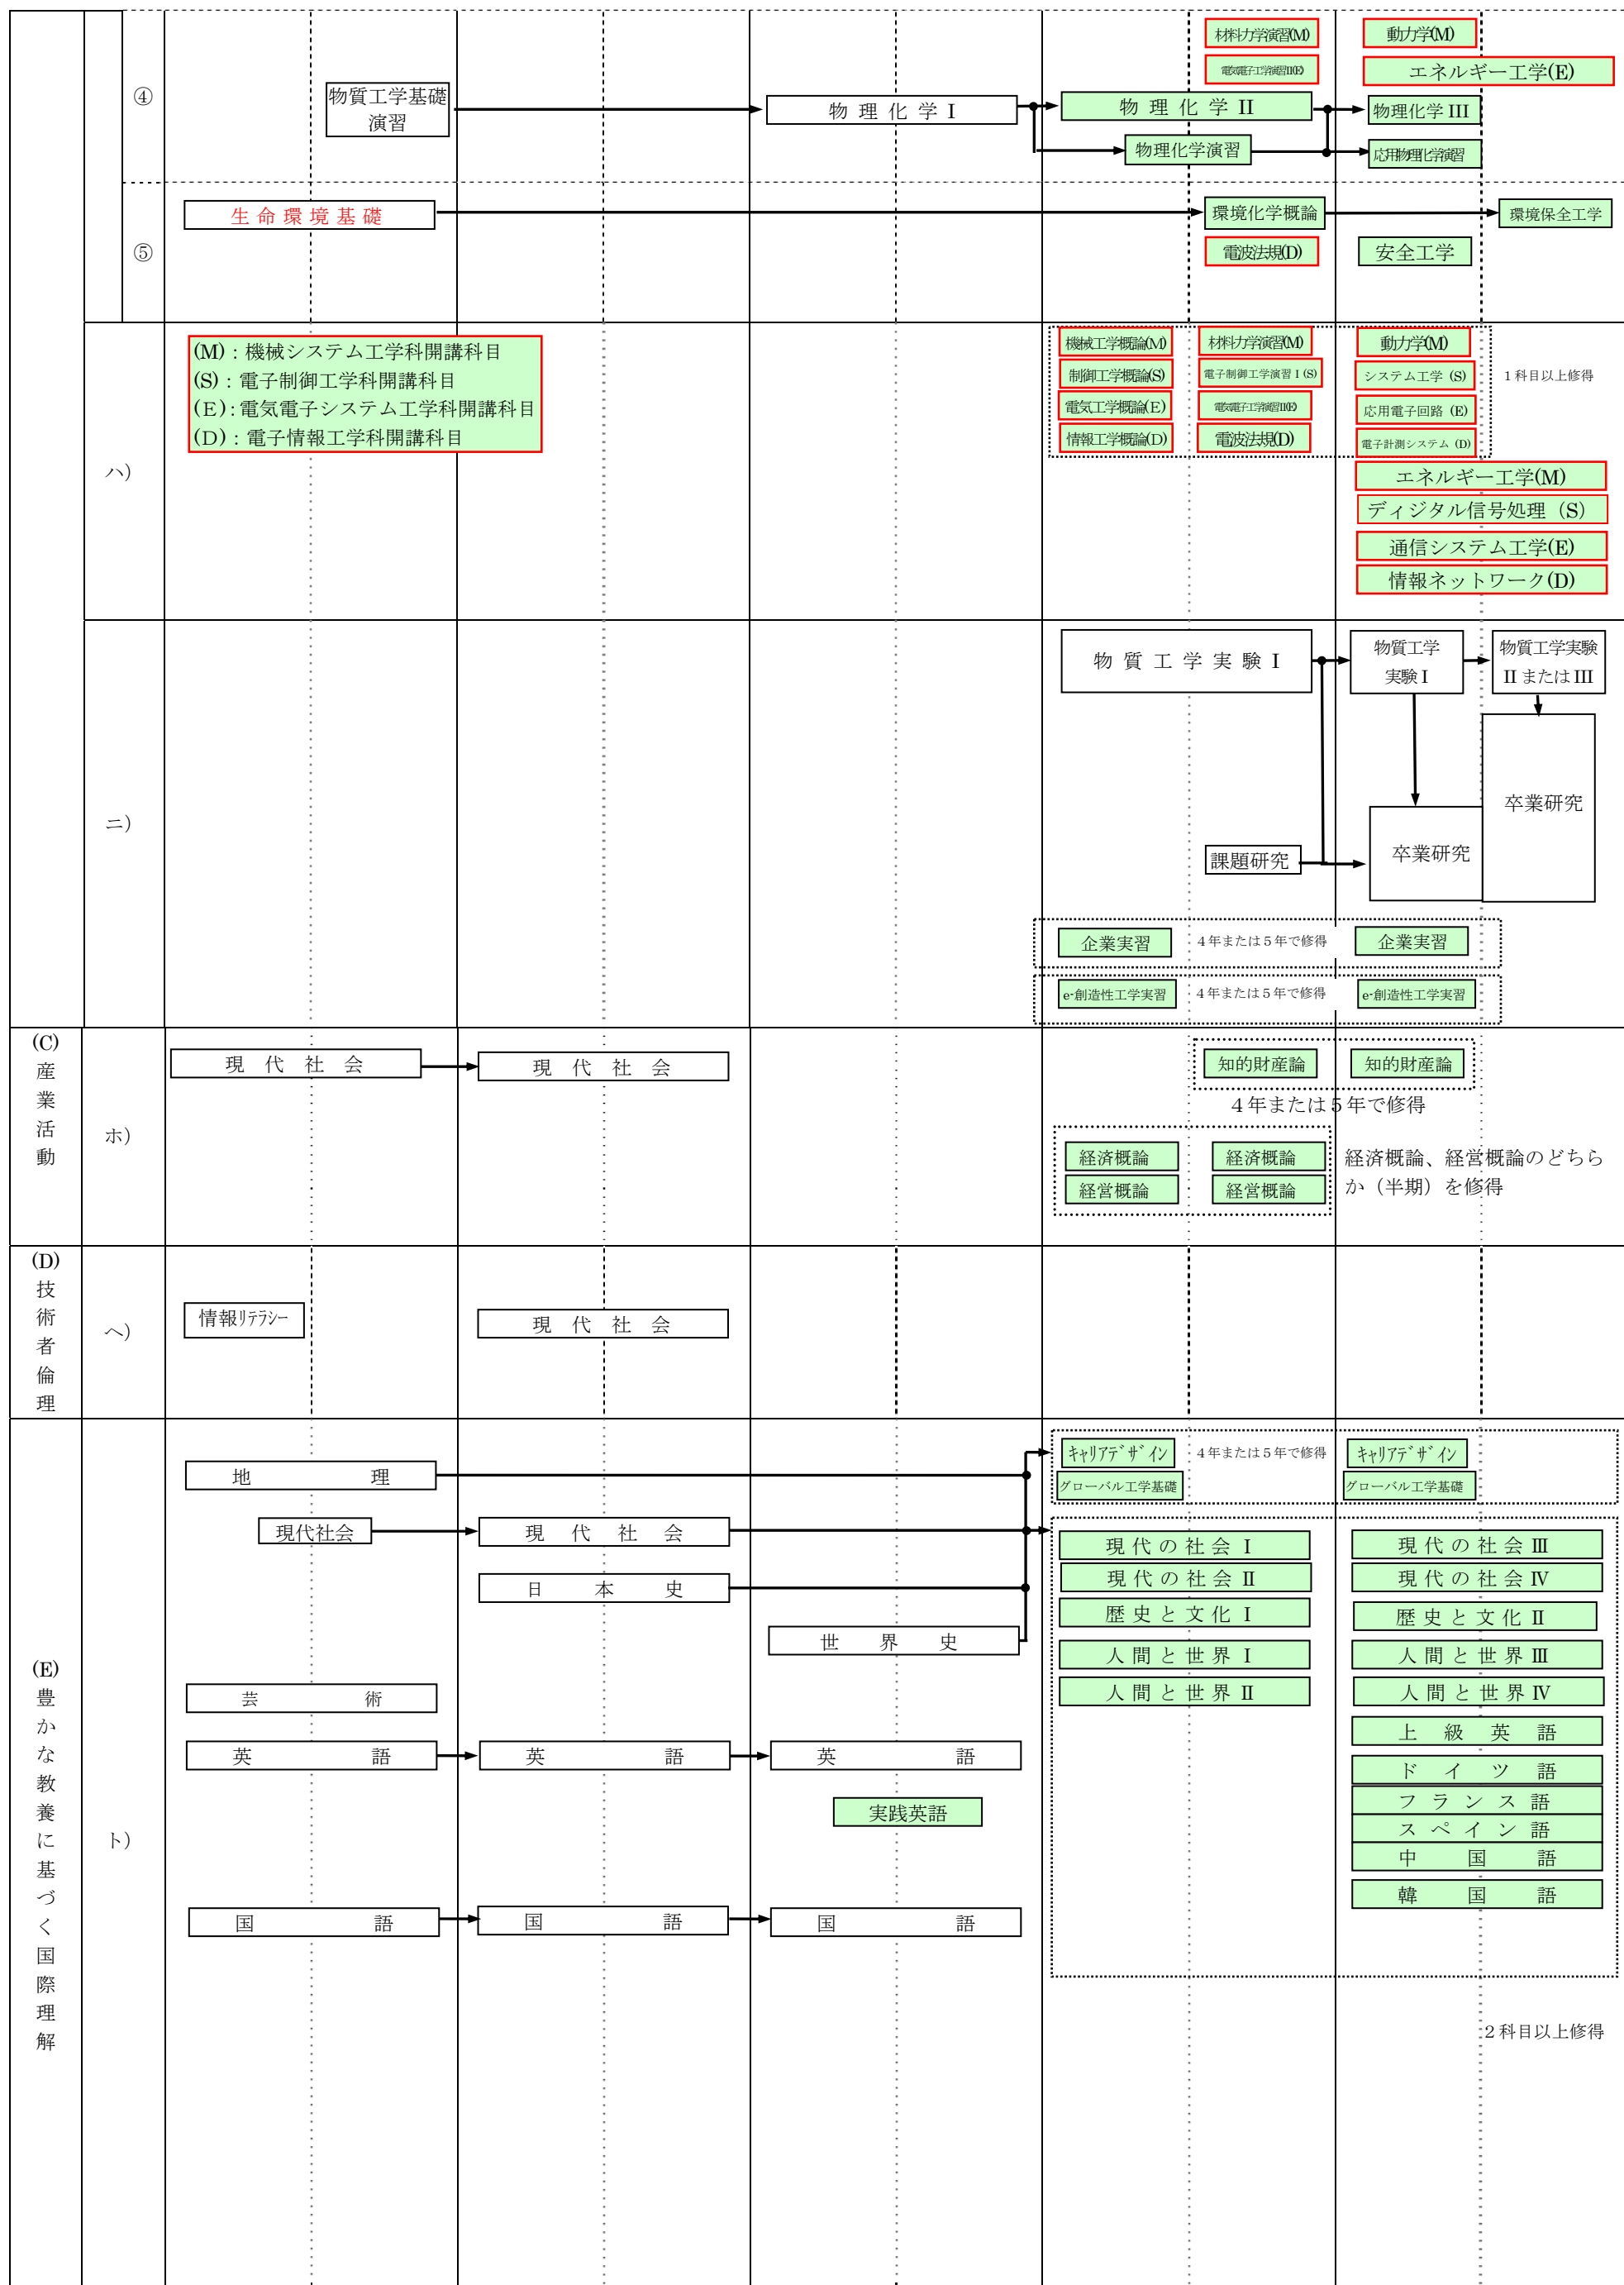 ④
物質工学基礎
演習
物 理 化 学 I
材料力学演習(M)
電気電子工学演習II(E)
物 理 化 学 II
物理化学演習
動力学(M)
エネルギー工学(E)
物理化学 III
応用物理化学演習
⑤
生 命 環 境 基 礎
環境化学概論
環境保全工学
電波法規(D)
安全工学
ハ）
(M)：機械システム工学科開講科目
(S)：電子制御工学科開講科目
(E)：電気電子システム工学科開講科目
(D)：電子情報工学科開講科目
機械工学概論(M)
材料力学演習(M)
動力学(M)
制御工学概論(S)
電子制御工学演習 I (S)
システム工学 (S)
1 科目以上修得
電気工学概論(E)
電気電子工学演習II(E)
応用電子回路 (E)
情報工学概論(D)
電波法規(D)
電子計測システム (D)
エネルギー工学(M)
ディジタル信号処理（S）
通信システム工学(E)
情報ネットワーク(D)
ニ）
物 質 工 学 実 験 I
物質工学
実験 I
物質工学実験
II または III
卒業研究
課題研究
卒業研究
企業実習
4 年または 5 年で修得
企業実習
e-創造性工学実習
4 年または 5 年で修得
e-創造性工学実習
(C)
産
業
活
動
ホ）
現 代 社 会
現 代 社 会
知的財産論
知的財産論
4 年または 5 年で修得
経済概論
経済概論
経営概論
経営概論
経済概論、経営概論のどちら
か（半期）を修得
(D)
技
術
者
倫
理
ヘ）
情報リテラシー
現 代 社 会
(E)
豊
か
な
教
養
に
基
づ
く
国
際
理
解
ト）
地 理
現代社会
現 代 社 会
日 本 史
世 界 史
芸 術
英 語
英 語
英 語
実践英語
国 語
国 語
国 語
キャリアデザイン
4 年または 5 年で修得
キャリアデザイン
グローバル工学基礎
グローバル工学基礎
現 代 の 社 会 I
現 代 の 社 会 III
現 代 の 社 会 II
現 代 の 社 会 IV
歴 史 と 文 化 I
歴 史 と 文 化 II
人 間 と 世 界 I
人 間 と 世 界 III
人 間 と 世 界 II
人 間 と 世 界 IV
上 級 英 語
ド イ ツ 語
フ ラ ン ス 語
ス ペ イ ン 語
中 国 語
韓 国 語
2 科目以上修得